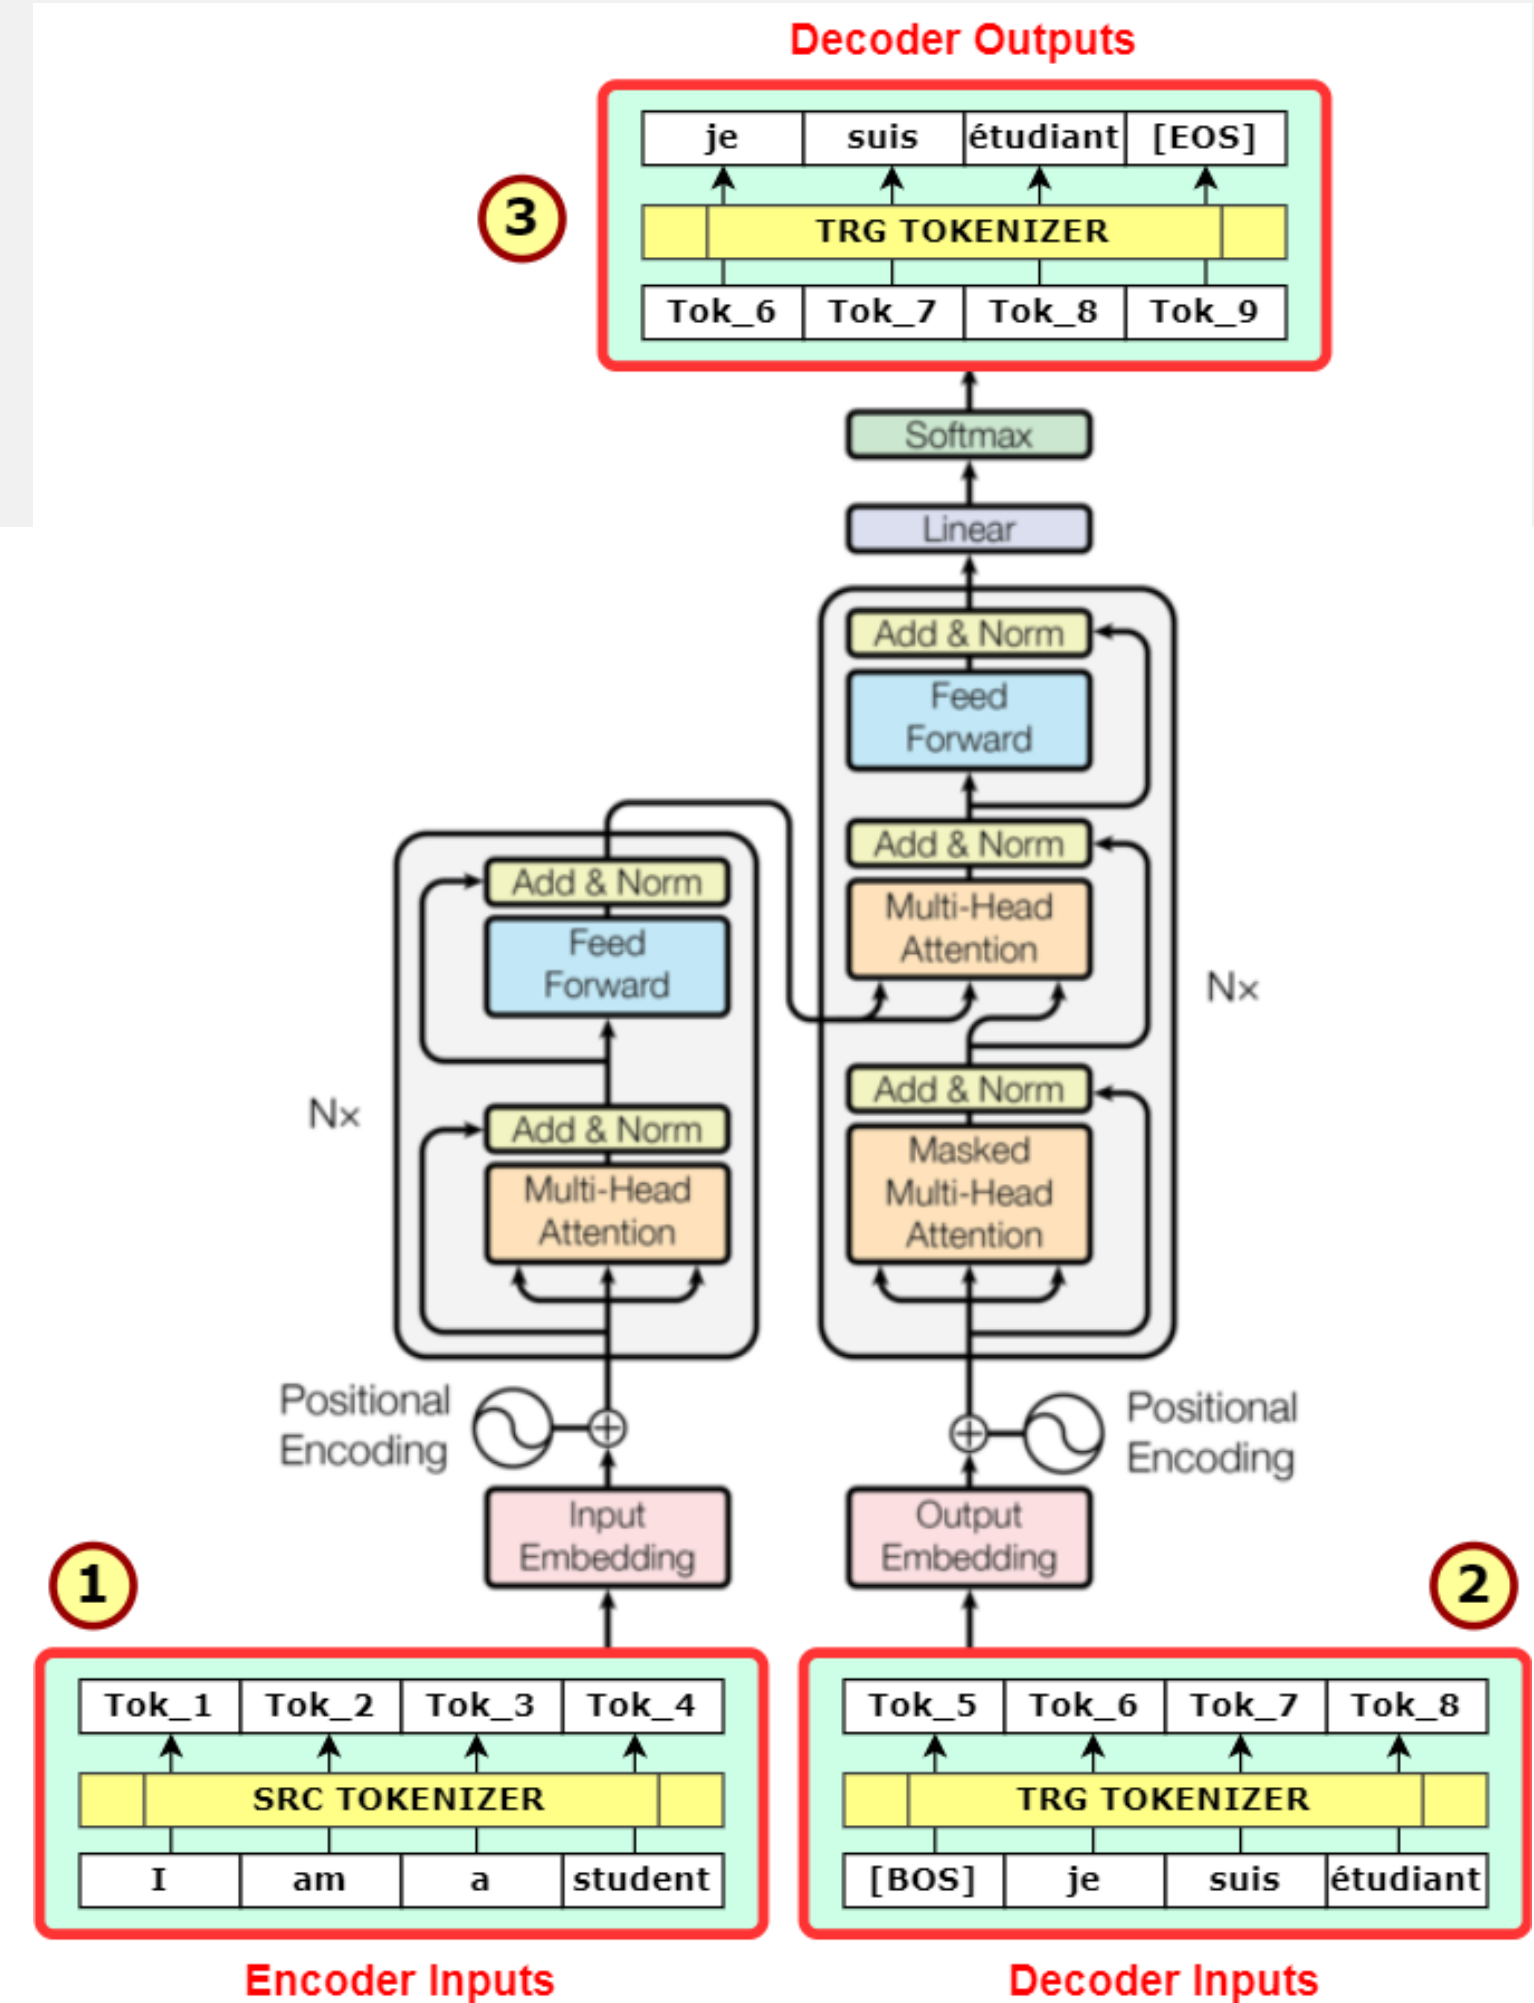 Decoder Outputs
je suis étudiant [EOS]
3
TRG TOKENIZER
Tok_6 Tok_7 Tok_8 Tok_9
Softmax
Linear
Add & Norm
Feed
Forward
Add & Norm
Multi-Head
Attention
Nx
Add & Norm
Masked
Multi-Head
Attention
Add & Norm
Feed
Forward
Nx
Add & Norm
Multi-Head
Attention
Positional
Encoding
Positional
Encoding
Input
Embedding
Output
Embedding
1
2
Tok_1 Tok_2 Tok_3 Tok_4
SRC TOKENIZER
I am a student
Encoder Inputs
Tok_5 Tok_6 Tok_7 Tok_8
TRG TOKENIZER
[BOS] je suis étudiant
Decoder Inputs